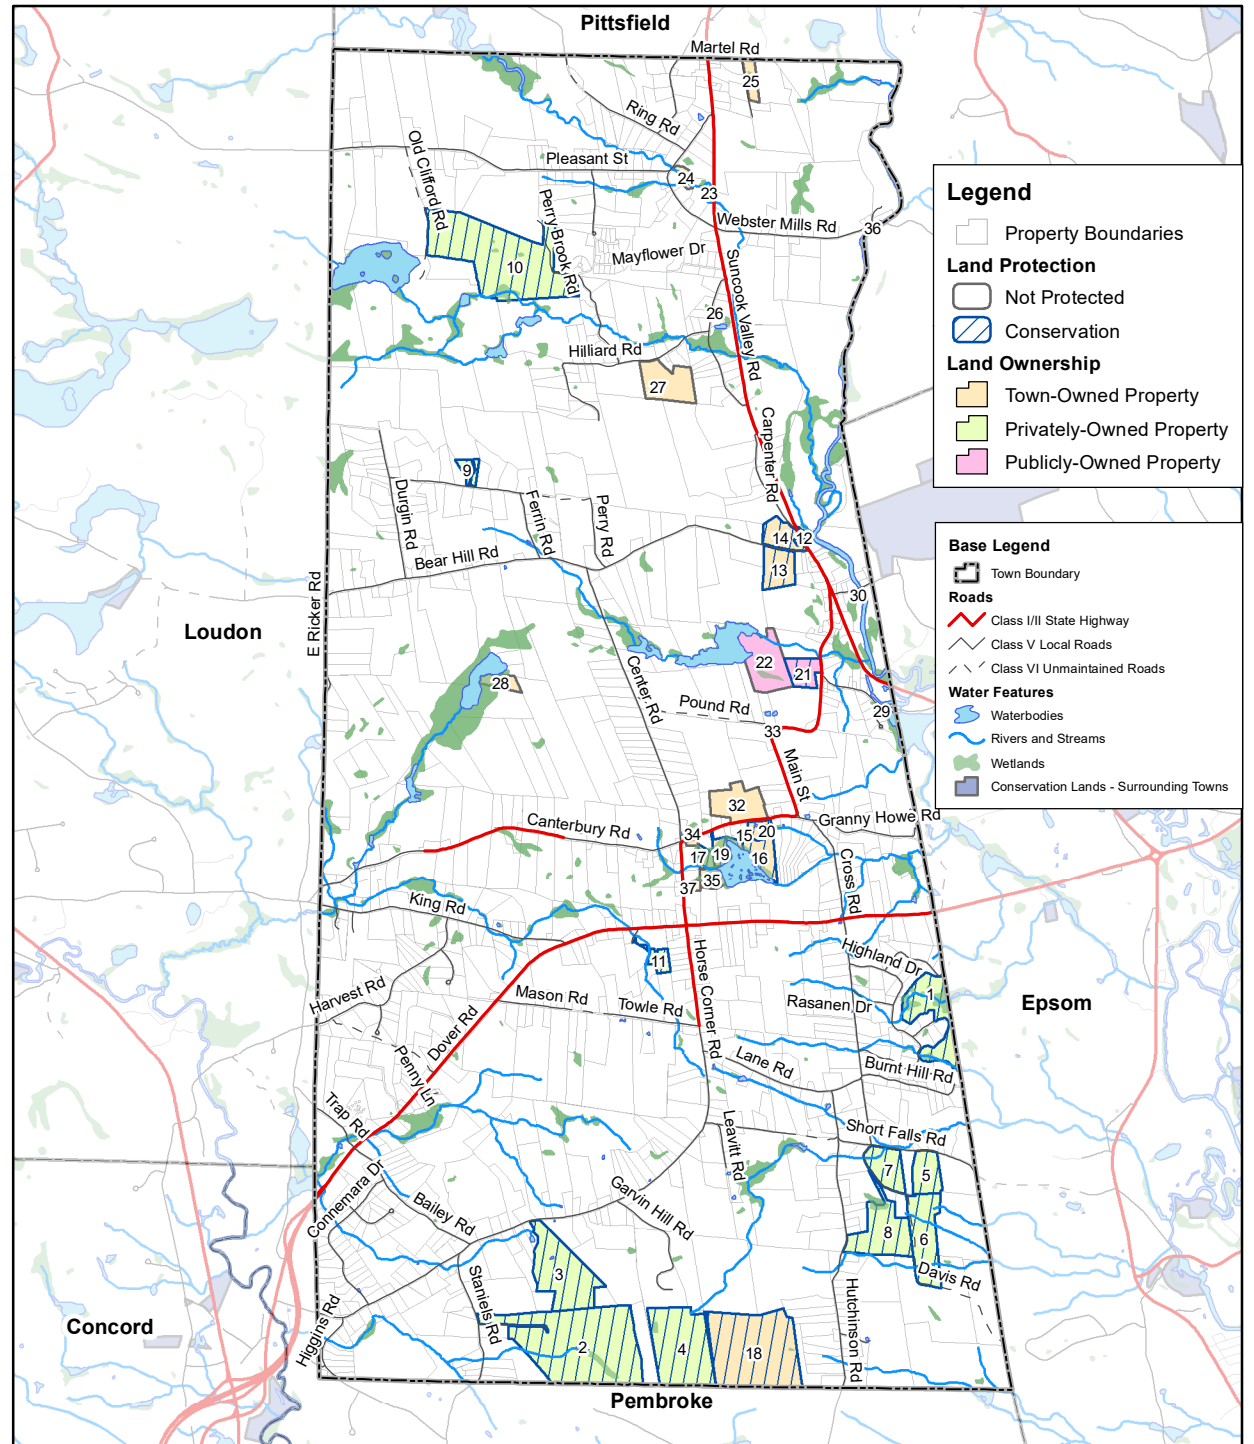 Pittsfield
Martel Rd
25
Ring Rd
Old Clifford Rd
Pleasant St
24
23
Perry Brook Rd
Webster Mills Rd
36
Mayflower Dr
10
Suncook Valley Rd
26
Hilliard Rd
27
Carpenter Rd
9
Durgin Rd
Ferrin Rd
Perry Rd
Bear Hill Rd
14
12
13
30
E Ricker Rd
Loudon
Center Rd
22
21
28
Pound Rd
29
33
Main St
32
Granny Howe Rd
Canterbury Rd
34
15
20
17
19
16
35
37
Cross Rd
King Rd
Horse Corner Rd
11
Highland Dr
1
Harvest Rd
Mason Rd
Towle Rd
Rasanen Dr
Epsom
Dover Rd
Penny Ln
Lane Rd
Burnt Hill Rd
Trap Rd
Leavitt Rd
Short Falls Rd
7
5
Connemara Dr
Bailey Rd
Garvin Hill Rd
8
6
Davis Rd
3
Staniels Rd
Hutchinson Rd
Higgins Rd
Concord
2
4
18
Pembroke
Legend
Property Boundaries
Land Protection
Not Protected
Conservation
Land Ownership
Town-Owned Property
Privately-Owned Property
Publicly-Owned Property
Base Legend
Town Boundary
Roads
Class I/II State Highway
Class V Local Roads
Class VI Unmaintained Roads
Water Features
Waterbodies
Rivers and Streams
Wetlands
Conservation Lands - Surrounding Towns